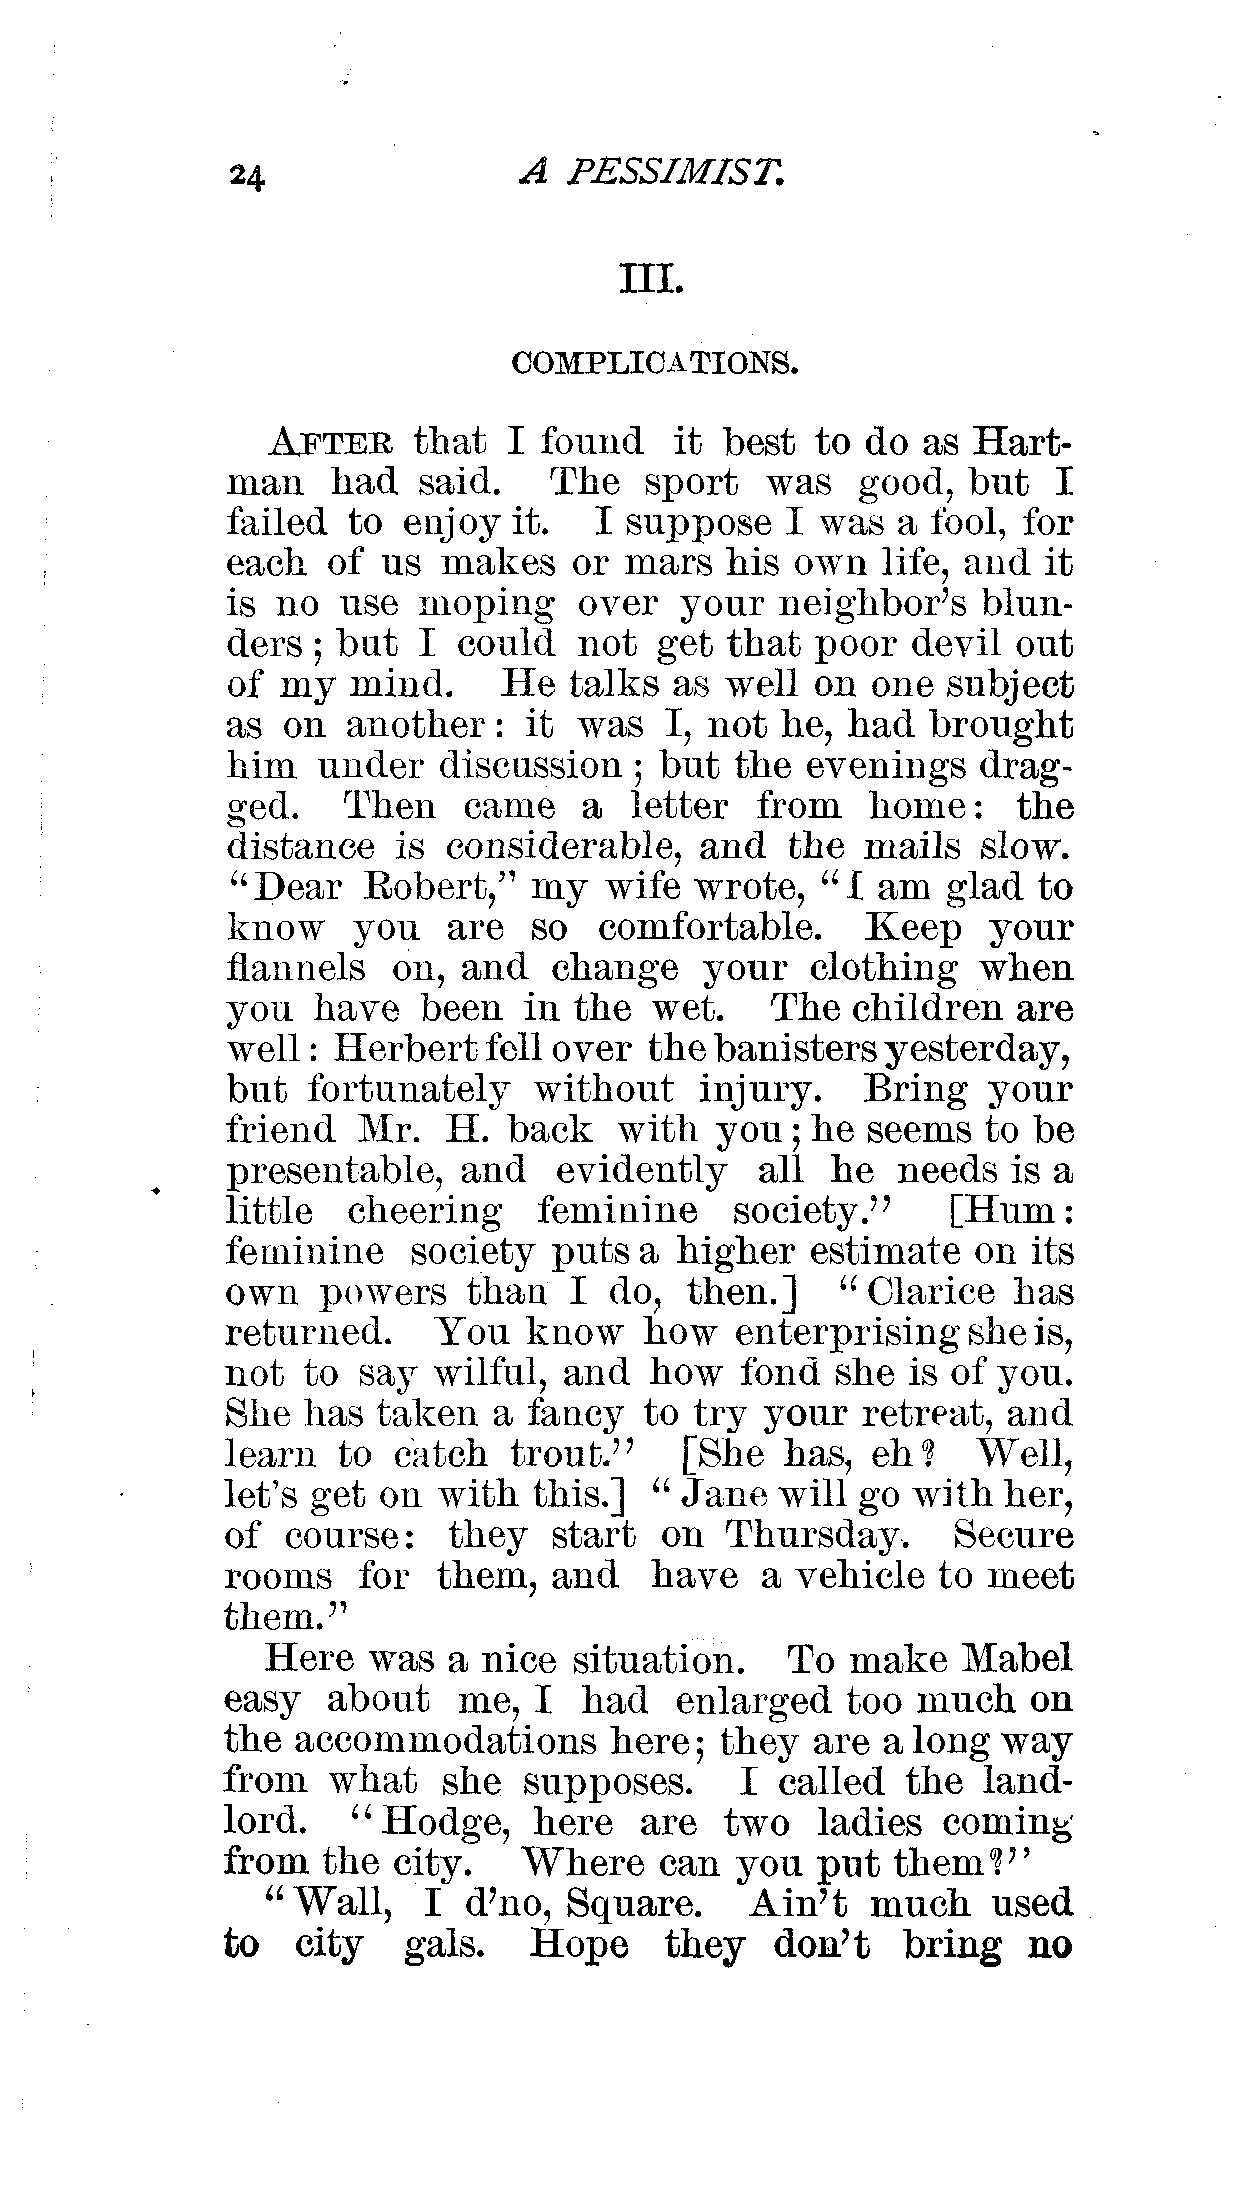 24 A PESSIMIST.
III.
COMPLICATIONS.
AFTER that I found it best to do as Hart-
man had said. The sport was good, but I
failed to enjoy it. I suppose I was a fool, for
each of us makes or mars his own life, and it
is no use moping over your neighbor's blun-
ders; but I could not get that poor devil out
of my mind. He talks as well on one subject
as on another: it was I, not he, had brought
him under discussion; but the evenings drag-
ged. Then came a letter from home: the
distance is considerable, and the mails slow.
"Dear Robert," my wife wrote, "I am glad to
know you are so comfortable. Keep your
flannels on, and change your clothing when
you have been in the wet. The children are
well: Herbert fell over the banisters yesterday,
but fortunately without injury. Bring your
friend Mr. H. back with you; he seems to be
presentable, and evidently all he needs is a
little cheering feminine society." [Hum:
feminine society puts a higher estimate on its
own powers than I do, then.] "Clarice has
returned. You know how enterprising she is,
not to say wilful, and how fond she is of you.
She has taken a fancy to try your retreat, and
learn to catch trout." [She has, eh? Well,
let's get on with this.] "Jane will go with her,
of course: they start on Thursday. Secure
rooms for them, and have a vehicle to meet
them."
Here was a nice situation. To make Mabel
easy about me, I had enlarged too much on
the accommodations here; they are a long way
from what she supposes. I called the land-
lord. "Hodge, here are two ladies coming
from the city. Where can you put them?"
"Wall, I d'no, Square. Ain't much used
to city gals. Hope they don't bring no